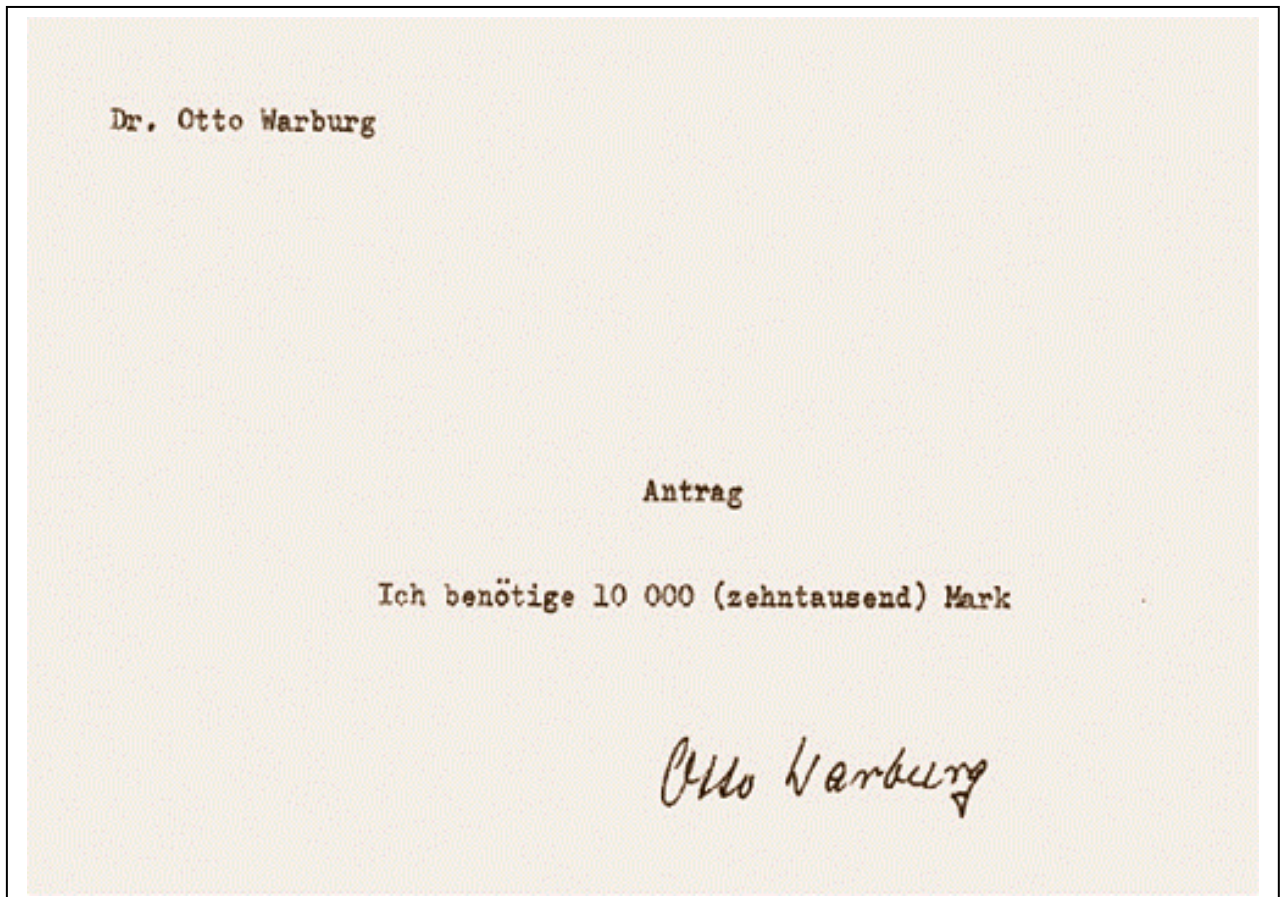 Dr. Otto Warburg
Antrag
Ich benötige 10 000 (zehntausend) Mark
Otto Warburg